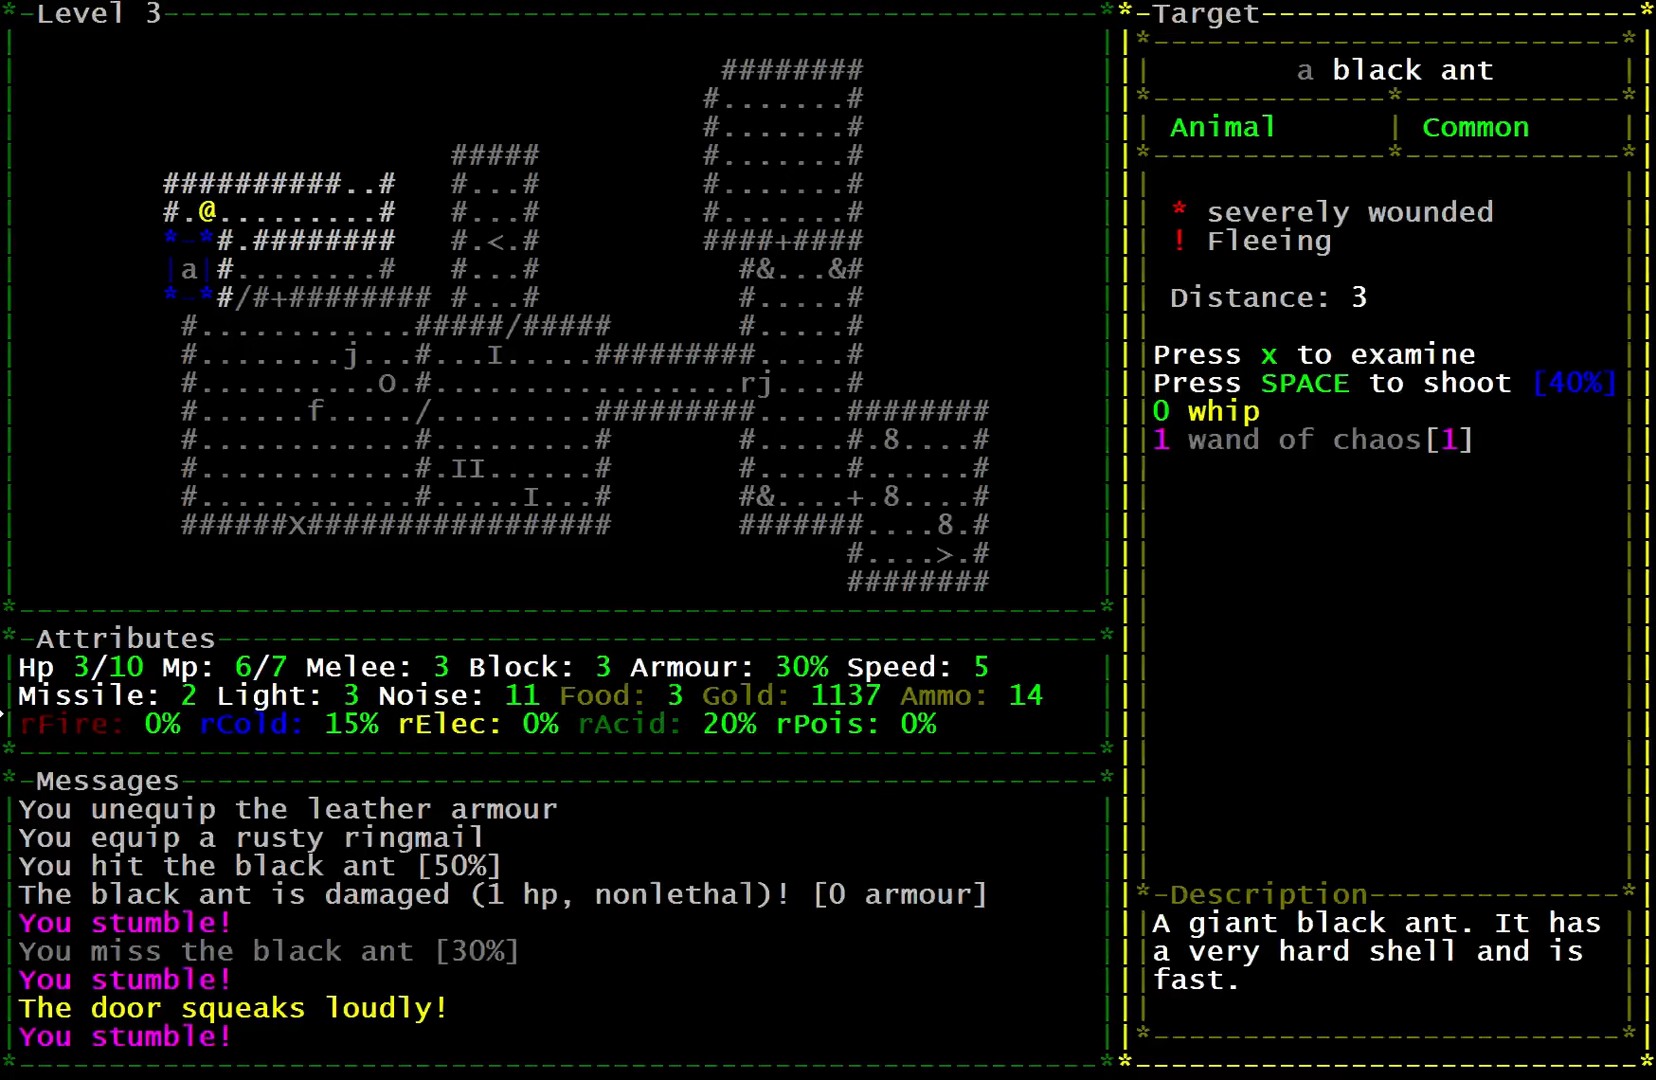 Level 3
########
#.......#
#.......#
##### #.......#
##########..# #...# #.......#
#.@.........# #...# #.......#
*-*#.######## #.<.# ####+####
|a|#........# #...# #&...&#
*-*#/#+######## #...# #.....#
#............#####/##### #.....#
#........j...#...I.....#########.....#
#..........o.#.................rj....#
#......f...../.........#########.....########
#............#.........# #.....#.8....#
#............#.II......# #.....#......#
#............#.....I...# #&....+.8....#
######x################# #######....8.#
#....>.#
########
Attributes
Hp 3/10 Mp: 6/7 Melee: 3 Block: 3 Armour: 30% Speed: 5
Missile: 2 Light: 3 Noise: 11 Food: 3 Gold: 1137 Ammo: 14
rFire: 0% rCold: 15% rElec: 0% rAcid: 20% rPois: 0%
Messages
You unequip the leather armour
You equip a rusty ringmail
You hit the black ant [50%]
The black ant is damaged (1 hp, nonlethal)! [0 armour]
You stumble!
You miss the black ant [30%]
You stumble!
The door squeaks loudly!
You stumble!
Target
a black ant
Animal | Common
* severely wounded
! Fleeing
Distance: 3
Press x to examine
Press SPACE to shoot [40%]
0 whip
1 wand of chaos[1]
Description
A giant black ant. It has
a very hard shell and is
fast.